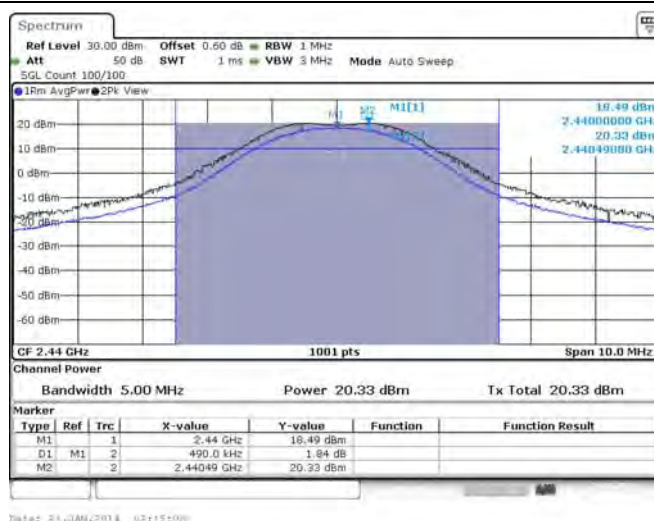 Spectrum
Ref Level 30.00 dBm Offset 0.60 dB RBW 1 MHz
Att 50 dB SWT 1 ms VBW 3 MHz Mode Auto Sweep
SGL Count 100/100
1Rm AvgPwr 2Pk View
M1 M2 M1[1] 18.49 dBm
20 dBm 2.44000000 GHz
20.33 dBm
10 dBm 2.44049080 GHz
0 dBm
-10 dBm
-20 dBm
-30 dBm
-40 dBm
-50 dBm
-60 dBm
CF 2.44 GHz 1001 pts Span 10.0 MHz
Channel Power
Bandwidth 5.00 MHz Power 20.33 dBm Tx Total 20.33 dBm
Marker
Type Ref Trc X-value Y-value Function Function Result
M1 1 2.44 GHz 18.49 dBm
D1 M1 2 490.0 kHz 1.84 dB
M2 2 2.44049 GHz 20.33 dBm